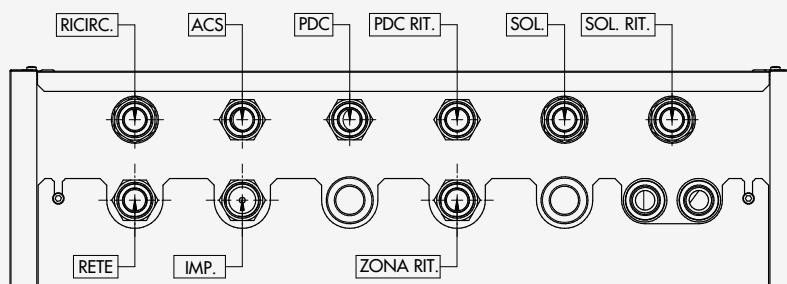 RICIRC.
ACS
PDC
PDC RIT.
SOL.
SOL. RIT.
RETE
IMP.
ZONA RIT.